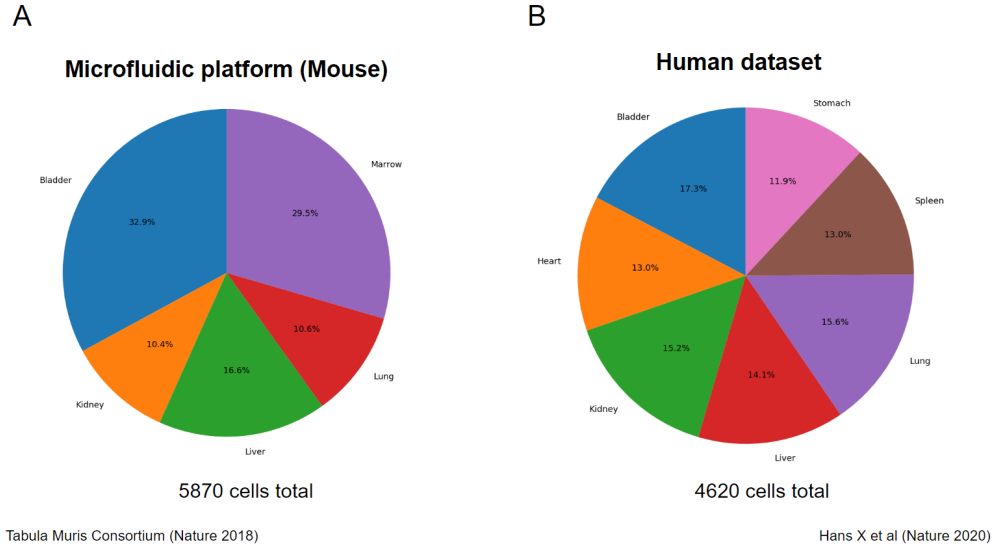 A
Microfluidic platform (Mouse)
Bladder
32.9%
Marrow
29.5%
10.4%
Kidney
16.6%
Liver
10.6%
Lung
5870 cells total
Tabula Muris Consortium (Nature 2018)
B
Human dataset
Stomach
11.9%
Bladder
17.3%
Spleen
13.0%
Heart
13.0%
Lung
15.6%
Kidney
15.2%
14.1%
Liver
4620 cells total
Hans X et al (Nature 2020)